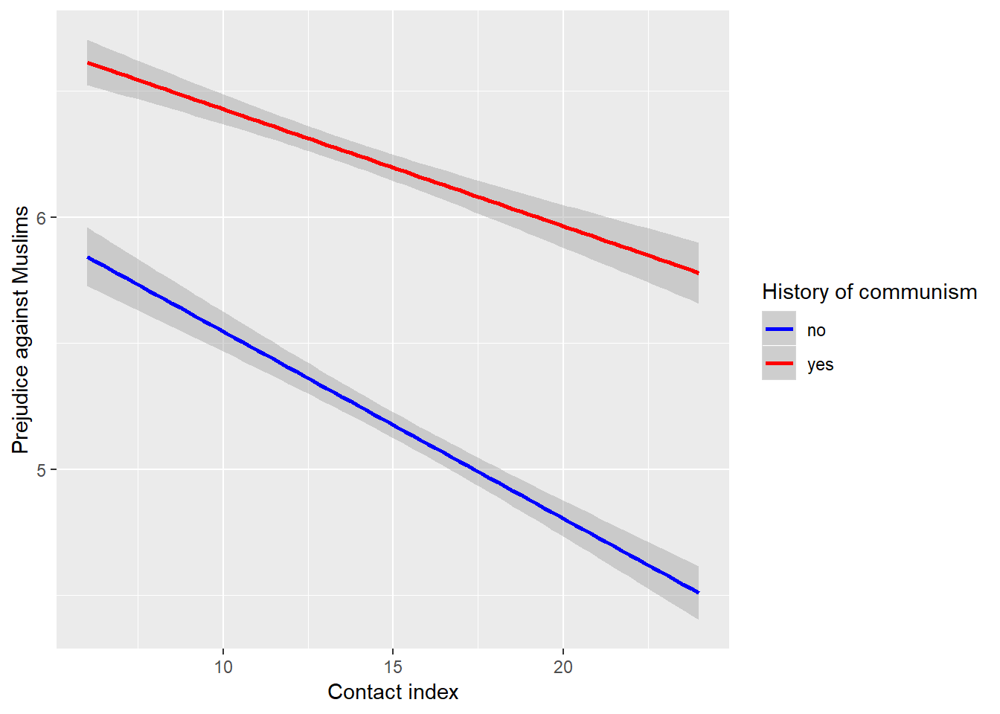 Prejudice against Muslims
6
5
10 15 20
Contact index
History of communism
no
yes